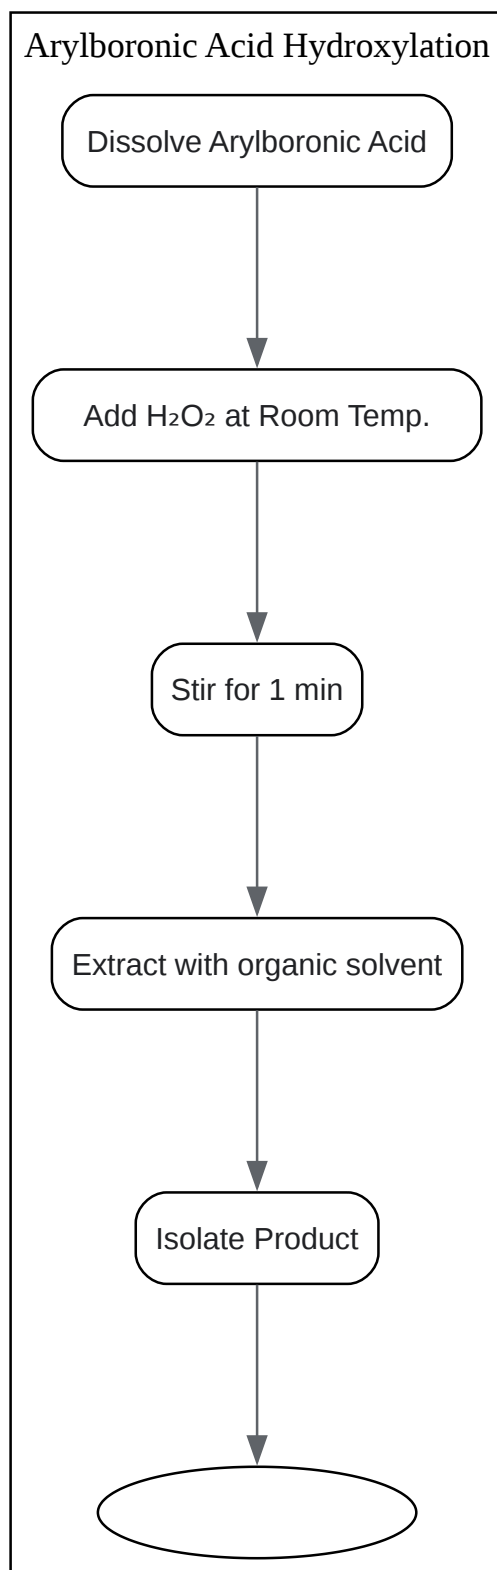 Arylboronic Acid Hydroxylation
Dissolve Arylboronic Acid
Add H₂O₂ at Room Temp.
Stir for 1 min
Extract with organic solvent
Isolate Product